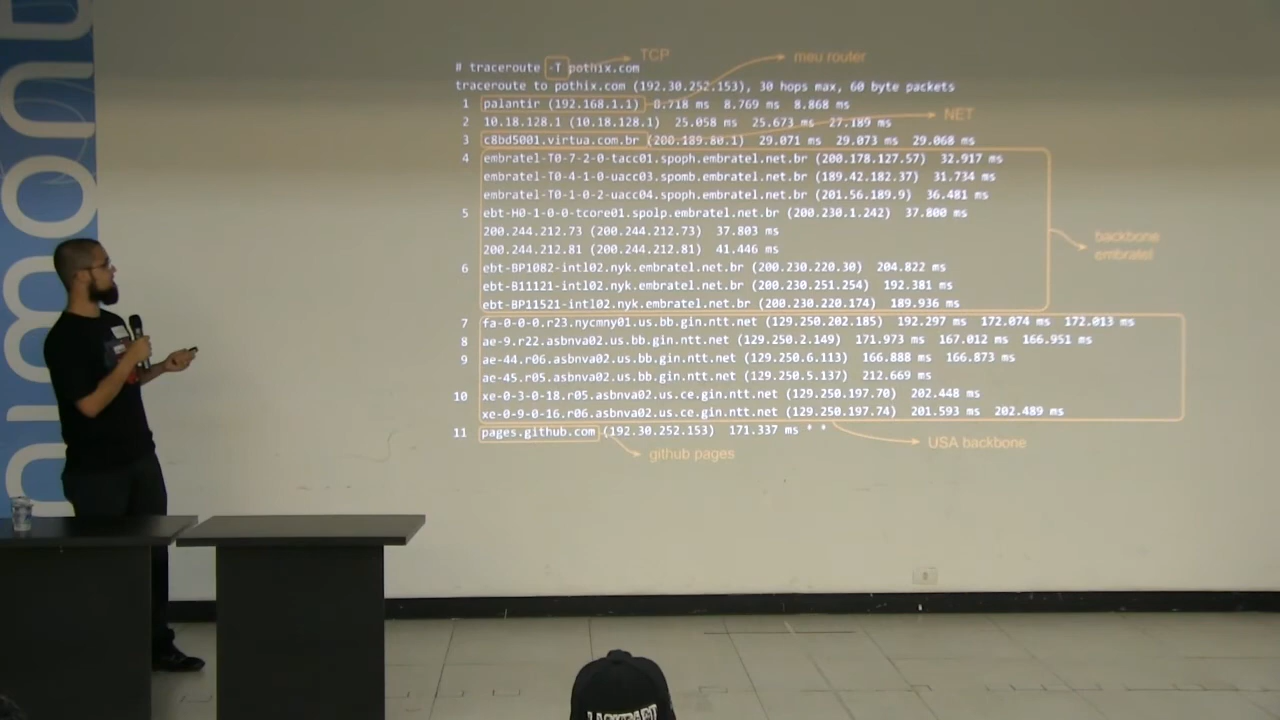 TCP
meu router
# traceroute -T pothix.com
traceroute to pothix.com (192.30.252.153), 30 hops max, 60 byte packets
1 palantir (192.168.1.1) 8.718 ms 8.769 ms 8.868 ms
NET
2 10.18.128.1 (10.18.128.1) 25.058 ms 25.673 ms 27.189 ms
3 c8bd5001.virtua.com.br (200.189.80.1) 29.071 ms 29.073 ms 29.068 ms
4 embratel-T0-7-2-0-tacc01.spoph.embratel.net.br (200.178.127.57) 32.917 ms
embratel-T0-4-1-0-uacc03.spomb.embratel.net.br (189.42.182.37) 31.734 ms
embratel-T0-1-0-2-uacc04.spoph.embratel.net.br (201.56.189.9) 36.481 ms
5 ebt-H0-1-0-0-tcore01.spolp.embratel.net.br (200.230.1.242) 37.800 ms
200.244.212.73 (200.244.212.73) 37.803 ms
200.244.212.81 (200.244.212.81) 41.446 ms
backbone
embratel
6 ebt-BP1082-intl02.nyk.embratel.net.br (200.230.220.30) 204.822 ms
ebt-B11121-intl02.nyk.embratel.net.br (200.230.251.254) 192.381 ms
ebt-BP11521-intl02.nyk.embratel.net.br (200.230.220.174) 189.936 ms
7 fa-0-0-0.r23.nycmny01.us.bb.gin.ntt.net (129.250.202.185) 192.297 ms 172.074 ms 172.013 ms
8 ae-9.r22.asbnva02.us.bb.gin.ntt.net (129.250.2.149) 171.973 ms 167.012 ms 166.951 ms
9 ae-44.r06.asbnva02.us.bb.gin.ntt.net (129.250.6.113) 166.888 ms 166.873 ms
ae-45.r05.asbnva02.us.bb.gin.ntt.net (129.250.5.137) 212.669 ms
10 xe-0-3-0-18.r05.asbnva02.us.ce.gin.ntt.net (129.250.197.70) 202.448 ms
xe-0-9-0-16.r06.asbnva02.us.ce.gin.ntt.net (129.250.197.74) 201.593 ms 202.489 ms
11 pages.github.com (192.30.252.153) 171.337 ms * *
USA backbone
github pages